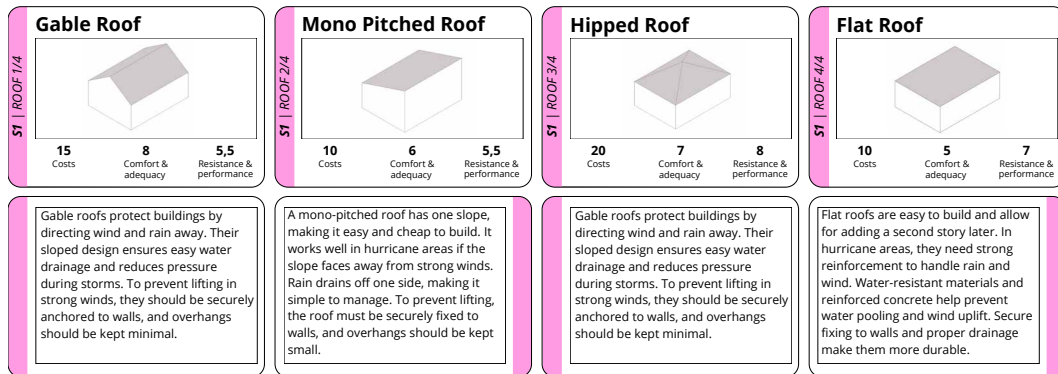 S1 | ROOF 1/4
Gable Roof
15
Costs
8
Comfort &
adequacy
5,5
Resistance &
performance
S1 | ROOF 2/4
Mono Pitched Roof
10
Costs
6
Comfort &
adequacy
5,5
Resistance &
performance
S1 | ROOF 3/4
Hipped Roof
20
Costs
7
Comfort &
adequacy
8
Resistance &
performance
S1 | ROOF 4/4
Flat Roof
10
Costs
5
Comfort &
adequacy
7
Resistance &
performance
Gable roofs protect buildings by
directing wind and rain away. Their
sloped design ensures easy water
drainage and reduces pressure
during storms. To prevent lifting in
strong winds, they should be securely
anchored to walls, and overhangs
should be kept minimal.
A mono-pitched roof has one slope,
making it easy and cheap to build. It
works well in hurricane areas if the
slope faces away from strong winds.
Rain drains off one side, making it
simple to manage. To prevent lifting,
the roof must be securely fixed to
walls, and overhangs should be kept
small.
Gable roofs protect buildings by
directing wind and rain away. Their
sloped design ensures easy water
drainage and reduces pressure
during storms. To prevent lifting in
strong winds, they should be securely
anchored to walls, and overhangs
should be kept minimal.
Flat roofs are easy to build and allow
for adding a second story later. In
hurricane areas, they need strong
reinforcement to handle rain and
wind. Water-resistant materials and
reinforced concrete help prevent
water pooling and wind uplift. Secure
fixing to walls and proper drainage
make them more durable.